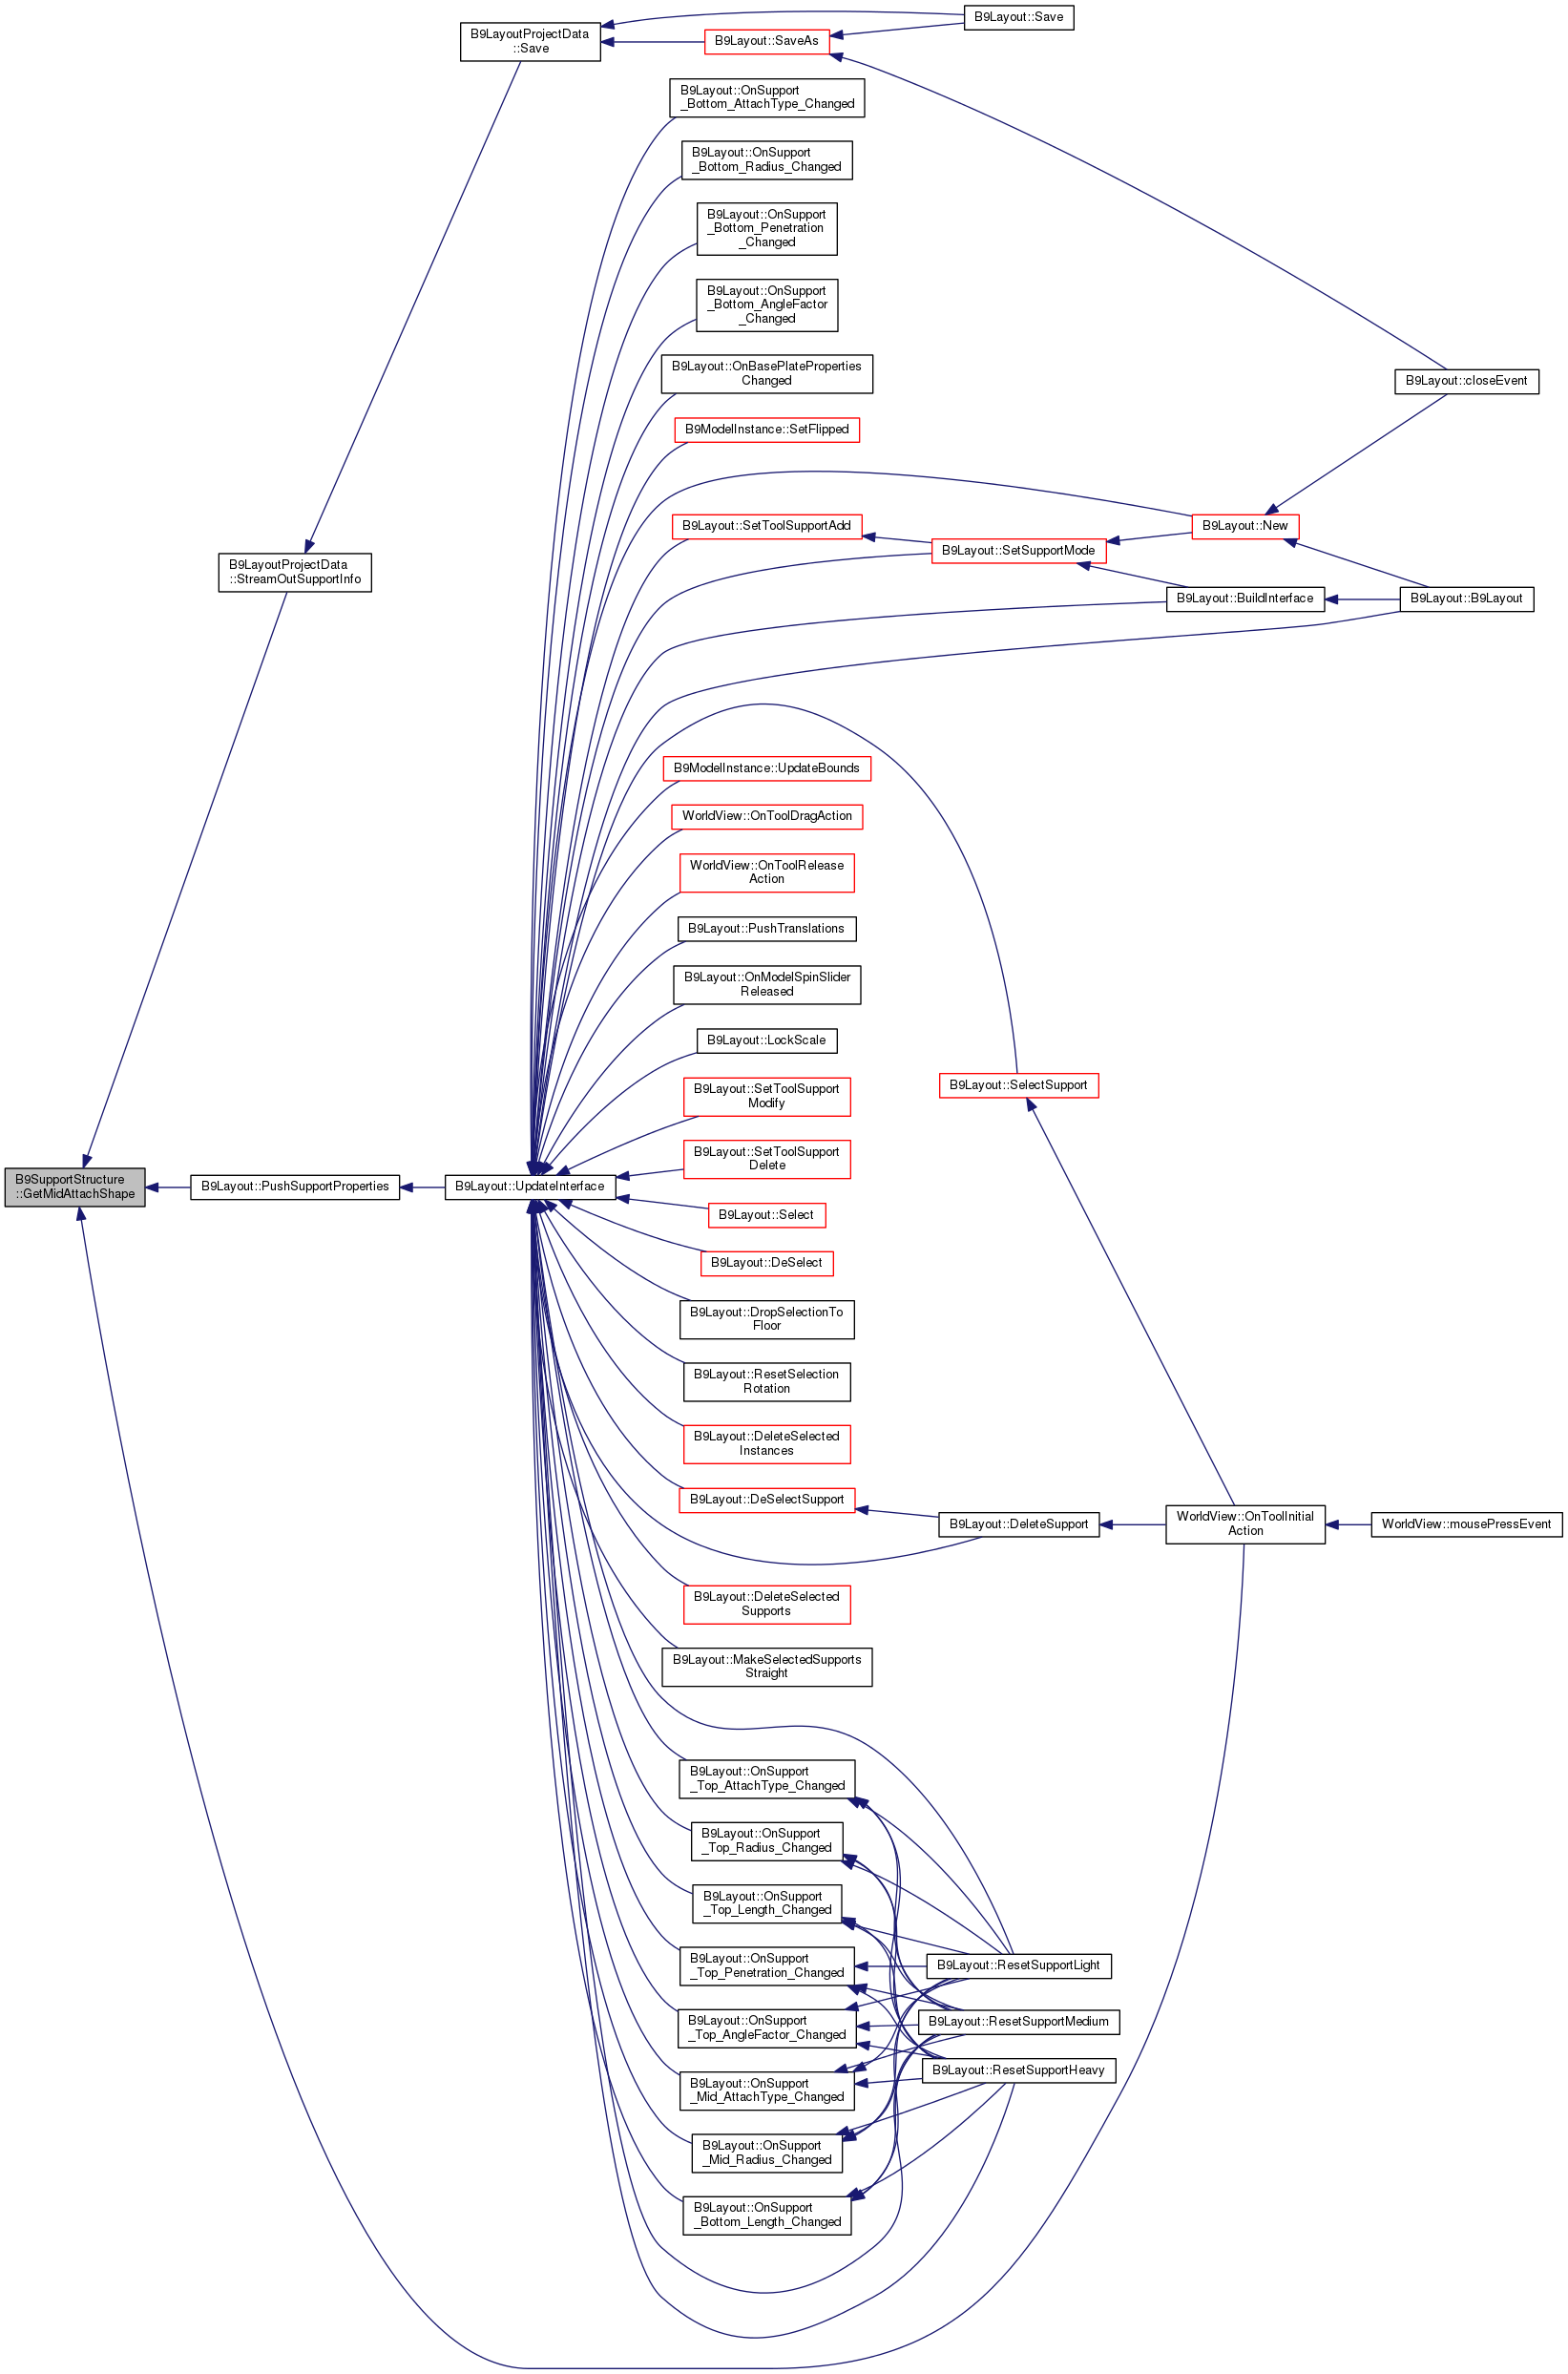 B9LayoutProjectData
::Save
B9Layout::Save
B9Layout::SaveAs
B9Layout::OnSupport
_Bottom_AttachType_Changed
B9Layout::OnSupport
_Bottom_Radius_Changed
B9Layout::OnSupport
_Bottom_Penetration
_Changed
B9Layout::OnSupport
_Bottom_AngleFactor
_Changed
B9Layout::OnBasePlateProperties
Changed
B9Layout::closeEvent
B9ModelInstance::SetFlipped
B9Layout::SetToolSupportAdd
B9Layout::New
B9Layout::SetSupportMode
B9LayoutProjectData
::StreamOutSupportInfo
B9Layout::BuildInterface
B9Layout::B9Layout
B9ModelInstance::UpdateBounds
WorldView::OnToolDragAction
WorldView::OnToolRelease
Action
B9Layout::PushTranslations
B9Layout::OnModelSpinSlider
Released
B9Layout::LockScale
B9Layout::SelectSupport
B9Layout::SetToolSupport
Modify
B9Layout::SetToolSupport
Delete
B9SupportStructure
::GetMidAttachShape
B9Layout::PushSupportProperties
B9Layout::UpdateInterface
B9Layout::Select
B9Layout::DeSelect
B9Layout::DropSelectionTo
Floor
B9Layout::ResetSelection
Rotation
B9Layout::DeleteSelected
Instances
B9Layout::DeSelectSupport
B9Layout::DeleteSupport
WorldView::OnToolInitial
Action
WorldView::mousePressEvent
B9Layout::DeleteSelected
Supports
B9Layout::MakeSelectedSupports
Straight
B9Layout::OnSupport
_Top_AttachType_Changed
B9Layout::OnSupport
_Top_Radius_Changed
B9Layout::OnSupport
_Top_Length_Changed
B9Layout::OnSupport
_Top_Penetration_Changed
B9Layout::ResetSupportLight
B9Layout::OnSupport
_Top_AngleFactor_Changed
B9Layout::ResetSupportMedium
B9Layout::OnSupport
_Mid_AttachType_Changed
B9Layout::ResetSupportHeavy
B9Layout::OnSupport
_Mid_Radius_Changed
B9Layout::OnSupport
_Bottom_Length_Changed